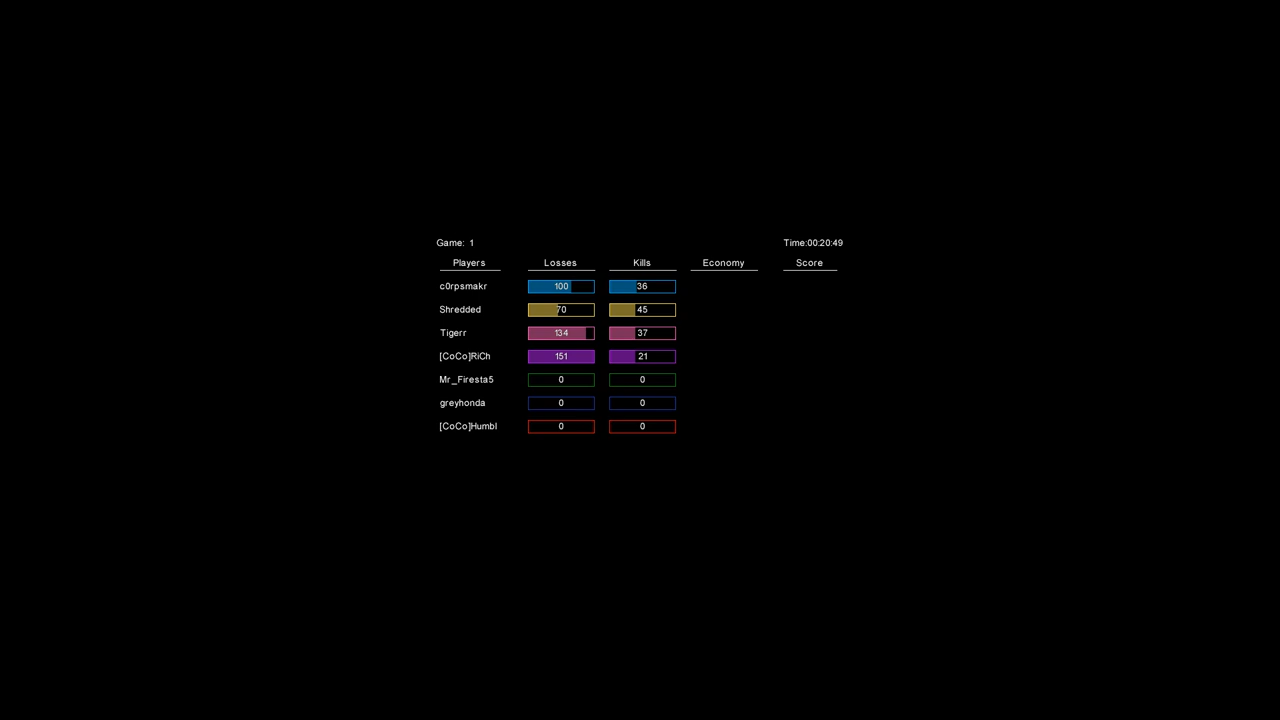 Game: 1 Time:00:20:49
Players Losses Kills Economy Score
c0rpsmakr 100 36
Shredded 70 45
Tigerr 134 37
[CoCo]RiCh 151 21
Mr_Firesta5 0 0
greyhonda 0 0
[CoCo]Humbl 0 0